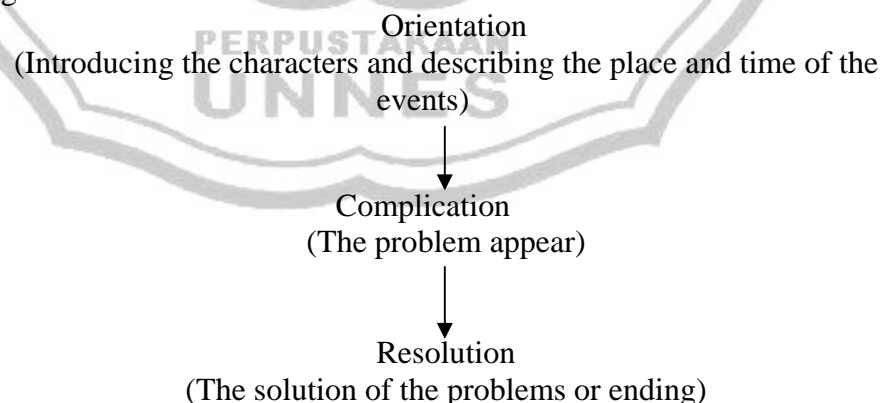 Orientation
PERPUSTAKAAN
(Introducing the characters and describing the place and time of the
UNNES
events)
Complication
(The problem appear)
Resolution
(The solution of the problems or ending)